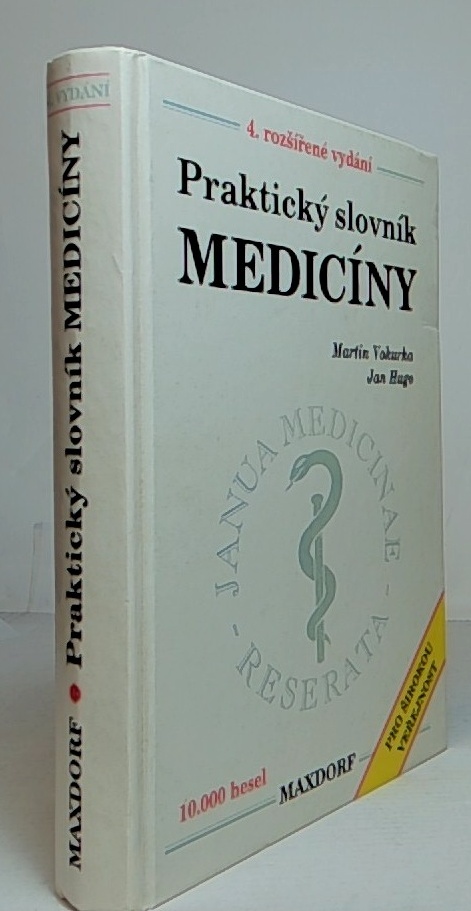 4. rozšířené vydání
Praktický slovník
MEDICÍNY
Martin Vokurka
Jan Hugo
- JANUA MEDICINAE -
RESERATA
PRO ŠIROKOU
VEŘEJNOST
10.000 hesel
MAXDORF
MAXDORF • Praktický slovník MEDICÍNY
VYDÁNÍ